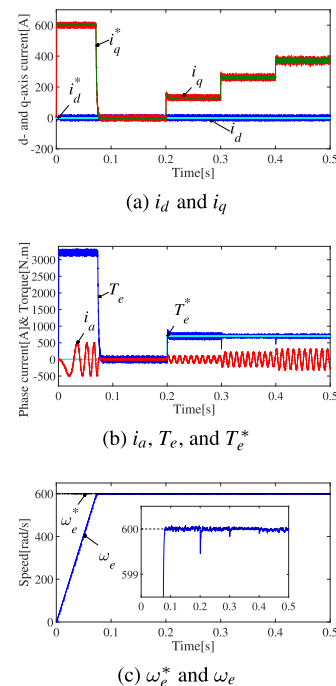 d- and q-axis current[A]
600
400
200
0
-200
i_q^*
i_d^*
i_q
i_d
0 0.1 0.2 0.3 0.4 0.5
Time[s]
(a) i_d and i_q
Phase current[A]&Torque[N.m]
3000
2500
2000
1500
1000
500
0
-500
T_e
i_a
T_e^*
0 0.1 0.2 0.3 0.4 0.5
Time[s]
(b) i_a, T_e, and T_e^*
Speed[rad/s]
600
400
200
0
ω_e^*
ω_e
600
599
0 0.1 0.2 0.3 0.4 0.5
0 0.1 0.2 0.3 0.4 0.5
Time[s]
(c) ω_e^* and ω_e